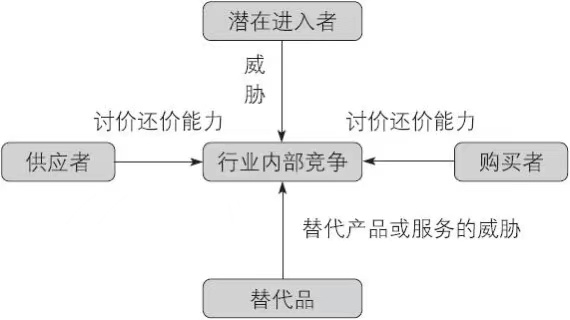 潜在进入者
威
胁
讨价还价能力
讨价还价能力
供应者
行业内部竞争
购买者
替代产品或服务的威胁
替代品